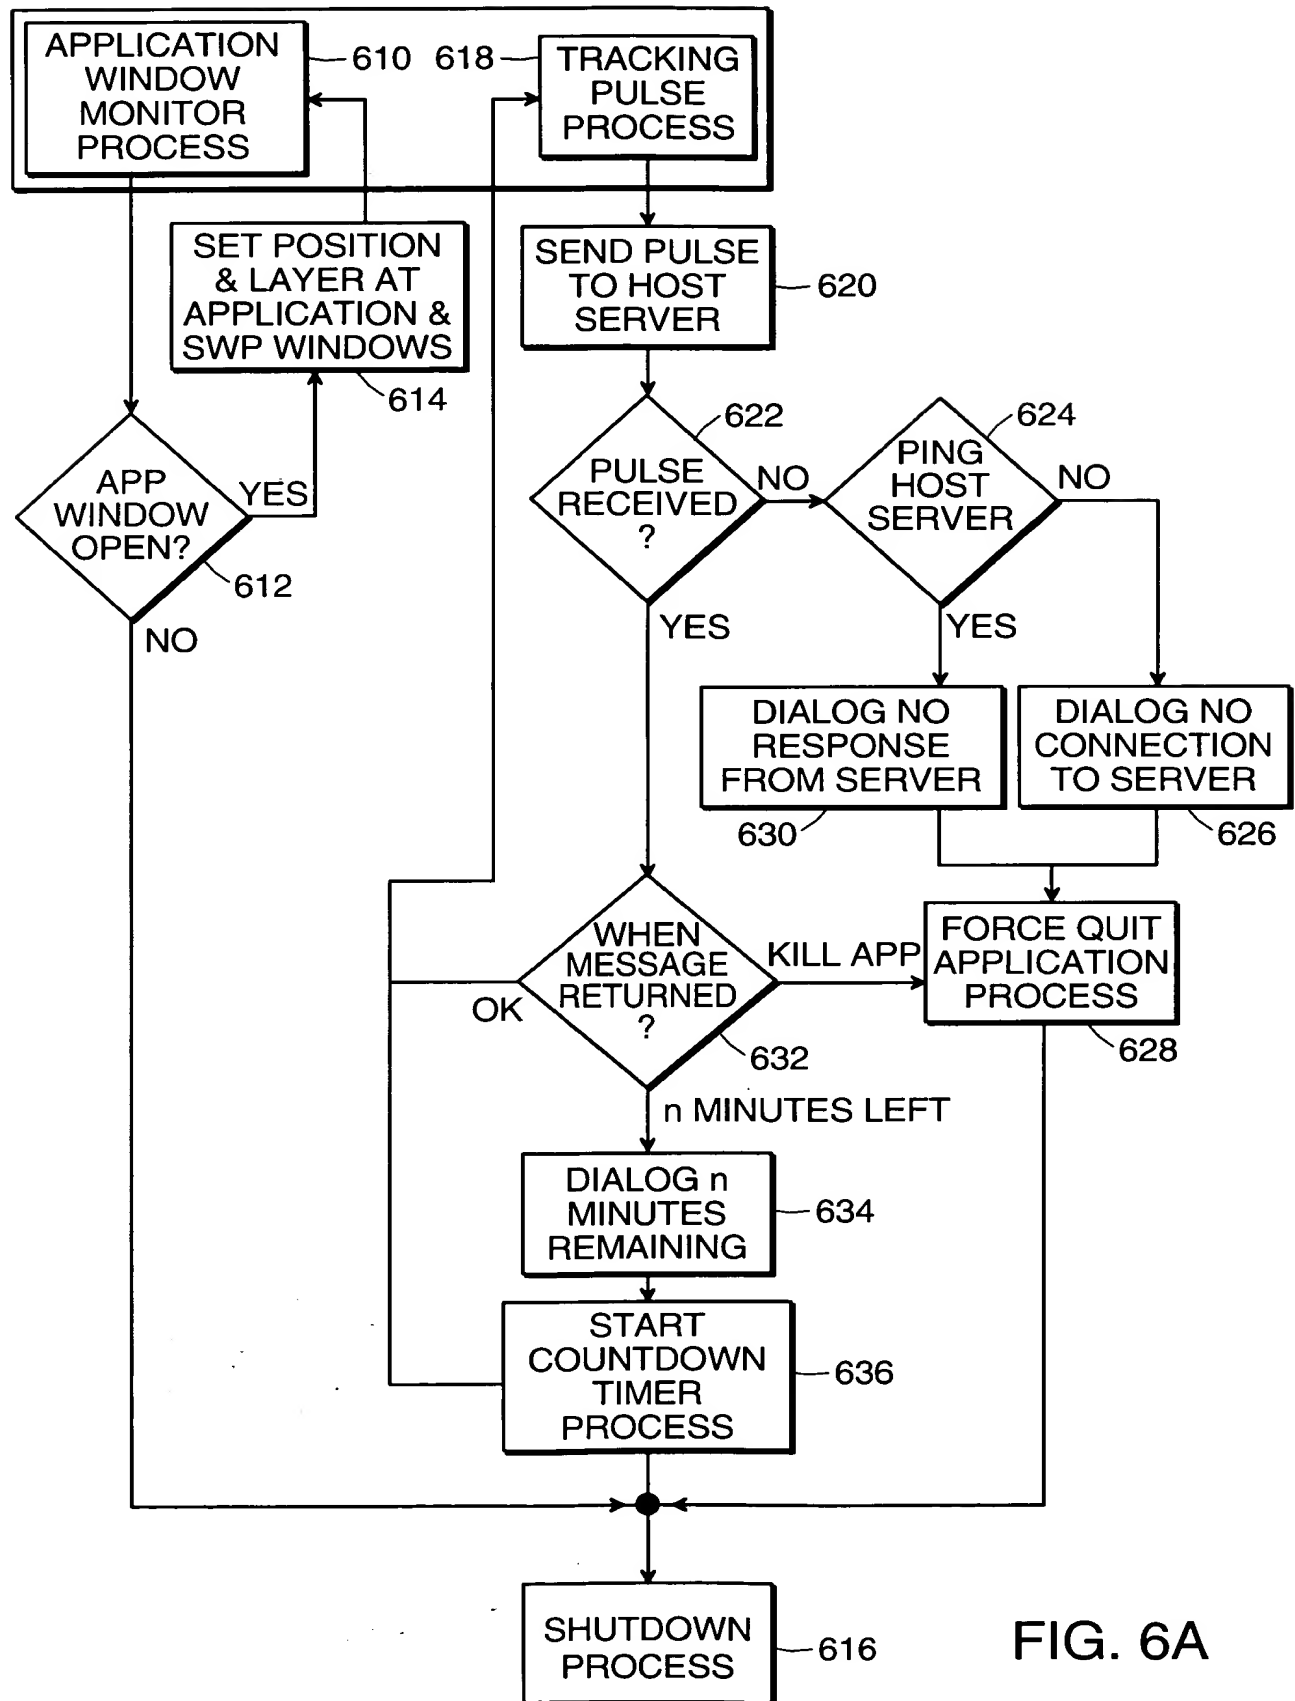 APPLICATION
WINDOW
MONITOR
PROCESS
610
618
TRACKING
PULSE
PROCESS
SET POSITION
& LAYER AT
APPLICATION &
SWP WINDOWS
614
SEND PULSE
TO HOST
SERVER
620
APP
WINDOW
OPEN?
YES
612
NO
PULSE
RECEIVED
?
622
NO
YES
PING
HOST
SERVER
624
NO
YES
DIALOG NO
RESPONSE
FROM SERVER
630
DIALOG NO
CONNECTION
TO SERVER
626
WHEN
MESSAGE
RETURNED
?
OK
KILL APP
632
n MINUTES LEFT
FORCE QUIT
APPLICATION
PROCESS
628
DIALOG n
MINUTES
REMAINING
634
START
COUNTDOWN
TIMER
PROCESS
636
SHUTDOWN
PROCESS
616
FIG. 6A